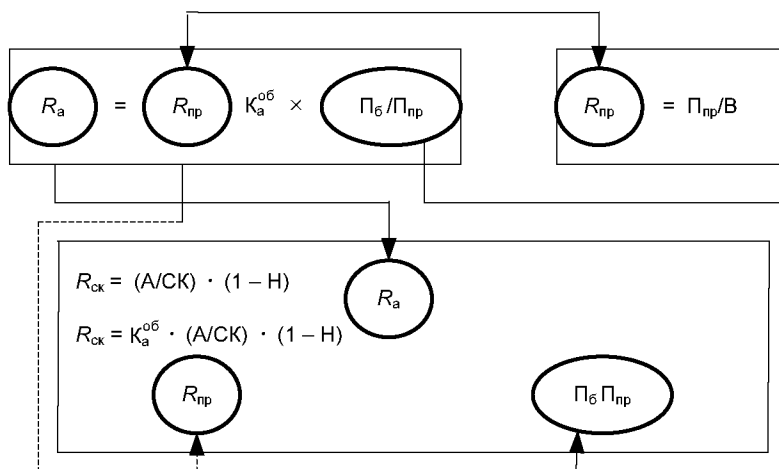 Rа = Rпр Kаоб × Пб /Ппр
Rпр = Ппр/В
Rск = (А/СК) · (1 – Н)
Rа
Rск = Kаоб · (А/СК) · (1 – Н)
Rпр
Пб Ппр